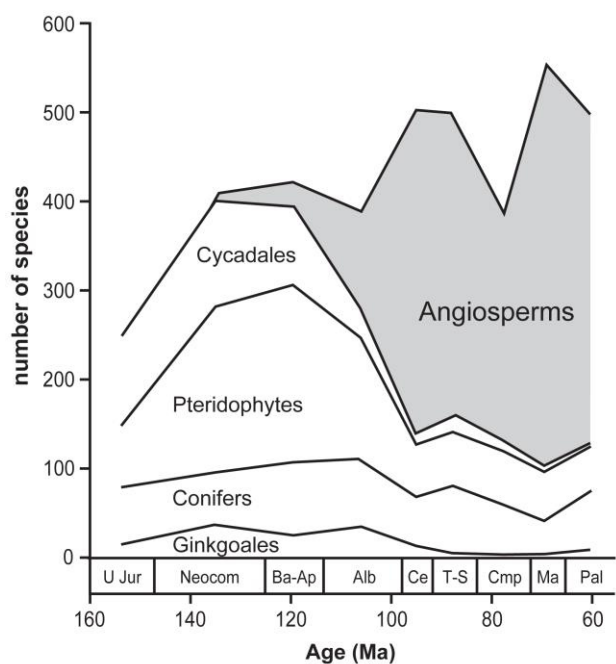 600
500
400
300
200
100
0
number of species
Cycadales
Angiosperms
Pteridophytes
Conifers
Ginkgoales
U Jur Neocom Ba-Ap Alb Ce T-S Cmp Ma Pal
160 140 120 100 80 60
Age (Ma)